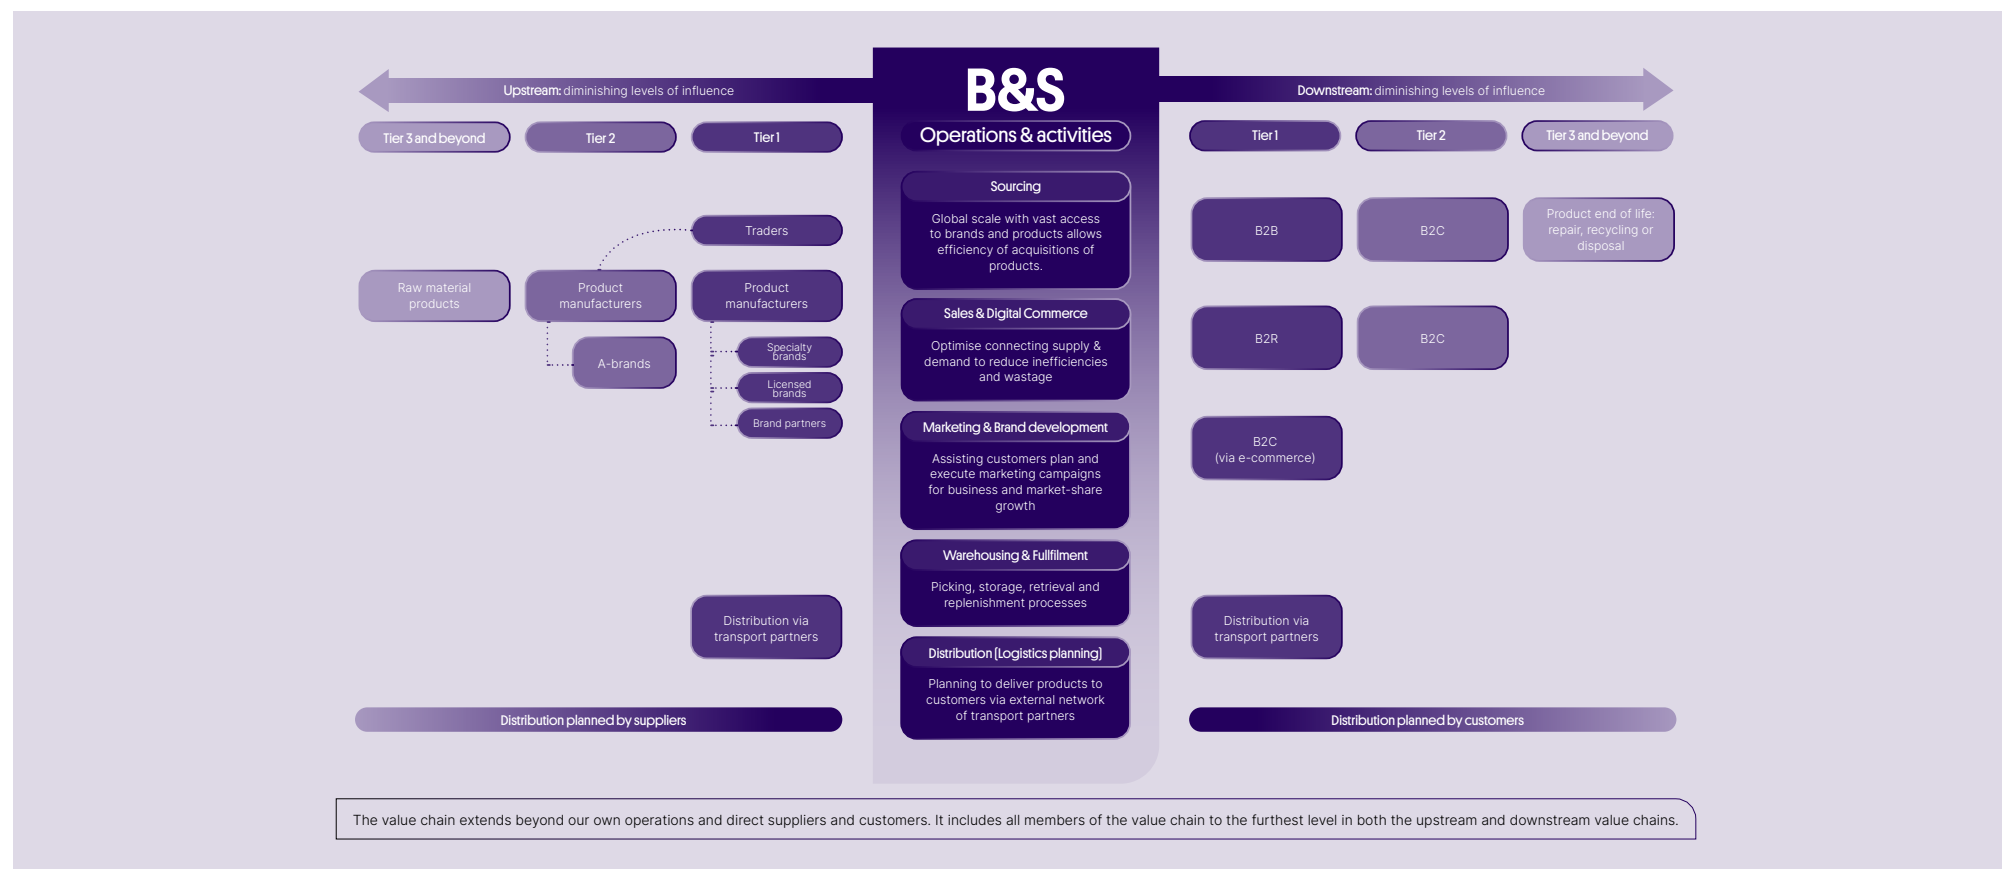 B&S
Upstream: diminishing levels of influence
Downstream: diminishing levels of influence
Tier 3 and beyond
Tier 2
Tier 1
Operations & activities
Tier 1
Tier 2
Tier 3 and beyond
Traders
Raw material
products
Product
manufacturers
Product
manufacturers
A-brands
Specialty
brands
Licensed
brands
Brand partners
Distribution via
transport partners
Distribution planned by suppliers
Sourcing
Global scale with vast access
to brands and products allows
efficiency of acquisitions of
products.
Sales & Digital Commerce
Optimise connecting supply &
demand to reduce inefficiencies
and wastage
Marketing & Brand development
Assisting customers plan and
execute marketing campaigns
for business and market-share
growth
Warehousing & Fullfilment
Picking, storage, retrieval and
replenishment processes
Distribution (Logistics planning)
Planning to deliver products to
customers via external network
of transport partners
B2B
B2C
Product end of life:
repair, recycling or
disposal
B2R
B2C
B2C
(via e-commerce)
Distribution via
transport partners
Distribution planned by customers
The value chain extends beyond our own operations and direct suppliers and customers. It includes all members of the value chain to the furthest level in both the upstream and downstream value chains.